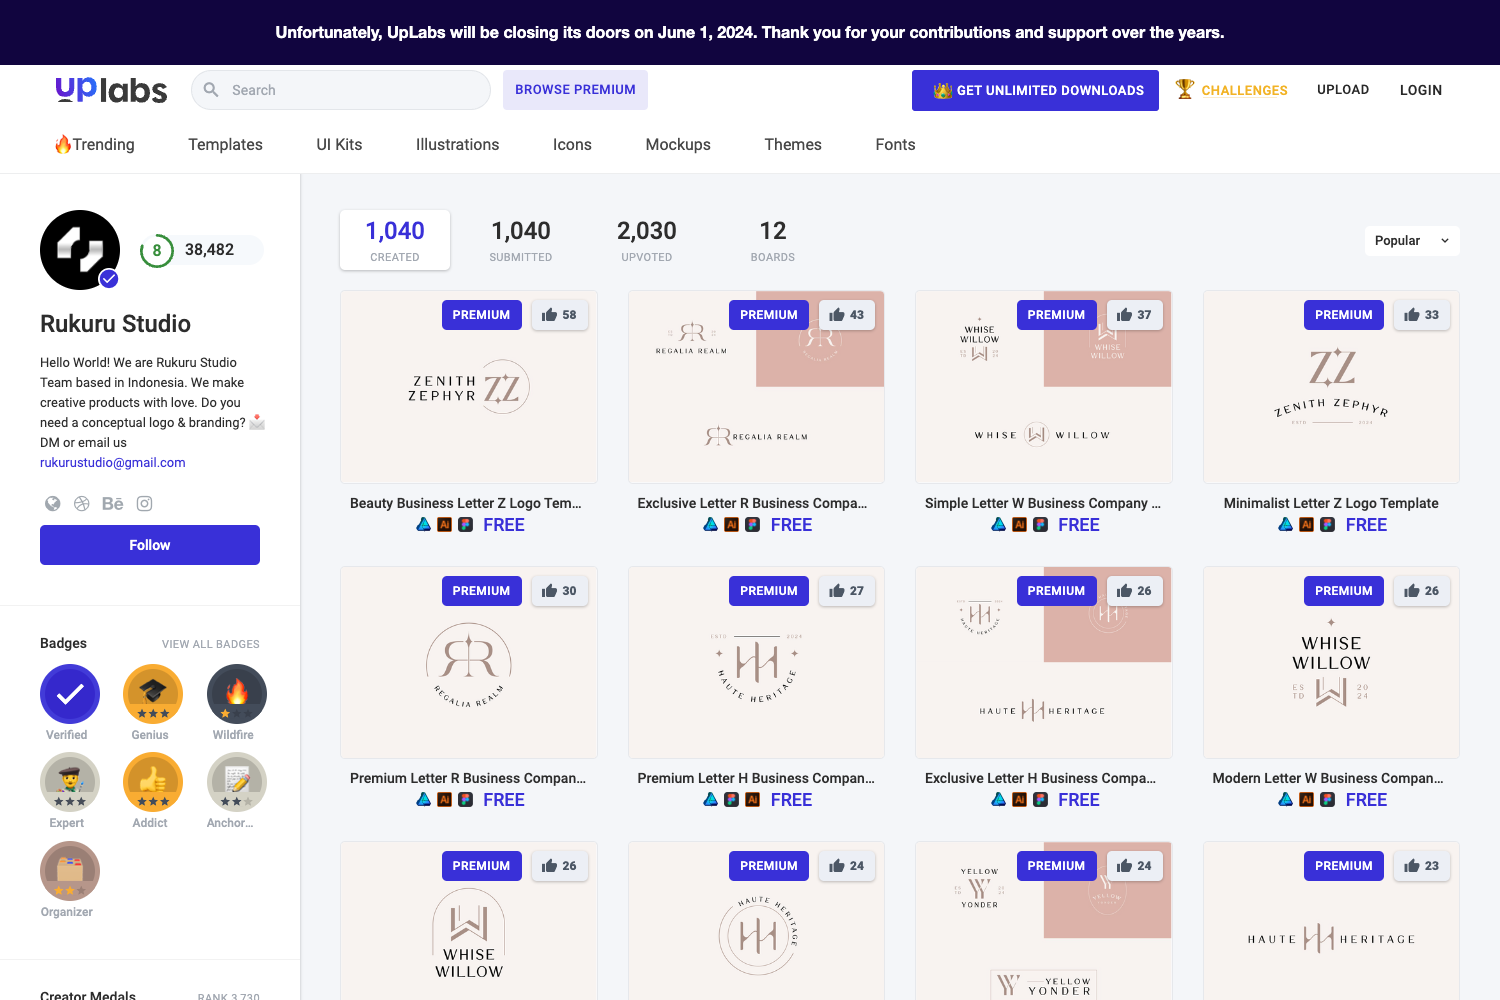 Unfortunately, UpLabs will be closing its doors on June 1, 2024. Thank you for your contributions and support over the years.
uplabs
Search
BROWSE PREMIUM
GET UNLIMITED DOWNLOADS
CHALLENGES
UPLOAD
LOGIN
Trending
Templates
UI Kits
Illustrations
Icons
Mockups
Themes
Fonts
8
38,482
Rukuru Studio
Hello World! We are Rukuru Studio
Team based in Indonesia. We make
creative products with love. Do you
need a conceptual logo & branding?
DM or email us
rukurustudio@gmail.com
Bē
Follow
Badges
VIEW ALL BADGES
Verified
Genius
Wildfire
Expert
Addict
Anchor...
Organizer
Creator Medals
RANK 3,730
1,040
CREATED
1,040
SUBMITTED
2,030
UPVOTED
12
BOARDS
Popular
PREMIUM
58
ZENITH
ZEPHYR
ZZ
Beauty Business Letter Z Logo Tem...
Ai
FREE
PREMIUM
43
REGALIA REALM
REGALIA REALM
Exclusive Letter R Business Compa...
Ai
FREE
PREMIUM
37
WHISE
WILLOW
WHISE
WILLOW
WHISE
WILLOW
Simple Letter W Business Company ...
Ai
FREE
PREMIUM
33
ZZ
ZENITH ZEPHYR
ESTD
2024
Minimalist Letter Z Logo Template
Ai
FREE
PREMIUM
30
REGALIA REALM
Premium Letter R Business Compan...
Ai
FREE
PREMIUM
27
ESTD
2024
HAUTE HERITAGE
Premium Letter H Business Compan...
Ai
FREE
PREMIUM
26
HAUTE HERITAGE
HAUTE
HERITAGE
Exclusive Letter H Business Compa...
Ai
FREE
PREMIUM
26
WHISE
WILLOW
ES
TD
20
24
Modern Letter W Business Compan...
Ai
FREE
PREMIUM
26
WHISE
WILLOW
PREMIUM
24
HAUTE HERITAGE
PREMIUM
24
YELLOW
YONDER
YELLOW
YELLOW
YONDER
PREMIUM
23
HAUTE
HERITAGE